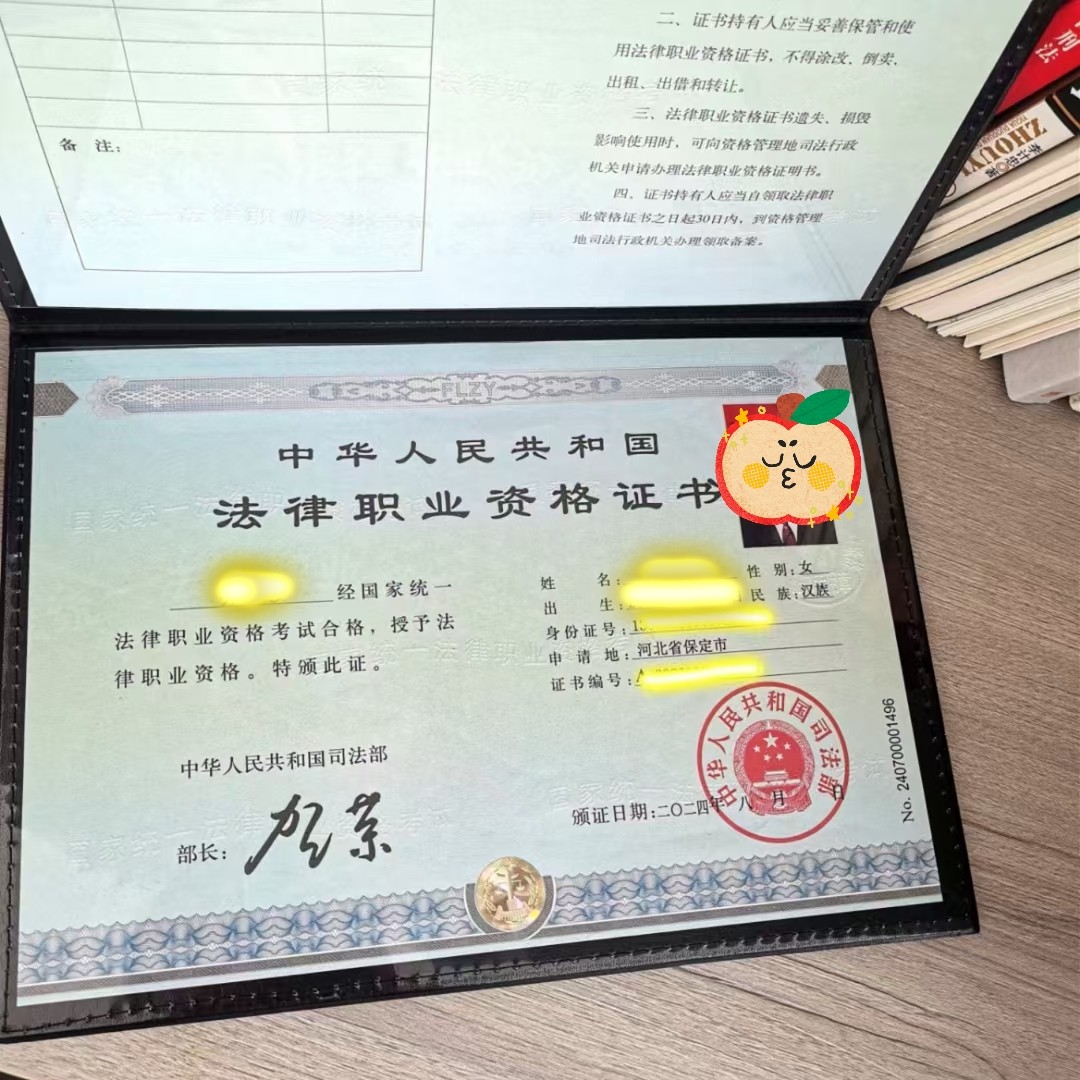 二、证书持有人应当妥善保管和使
用法律职业资格证书，不得涂改、倒卖、
出租、出借和转让。
三、法律职业资格证书遗失、损毁
影响使用时，可向资格管理地司法行政
机关申请办理法律职业资格证明书。
四、证书持有人应当自领取法律职
业资格证书之日起30日内，到资格管理
地司法行政机关办理领取备案。
备 注：
刑法
ZHOUYI
FLZY
中华人民共和国
法律职业资格证书
经国家统一
法律职业资格考试合格，授予法
律职业资格。特颁此证。
姓 名：
性 别：女
出 生：
民 族：汉族
身份证号：
申 请 地：河北省保定市
证书编号：A
中华人民共和国司法部
部长：贺荣
中华人民共和国司法部
颁证日期：二〇二四年 八 月 日
No. 240700001496